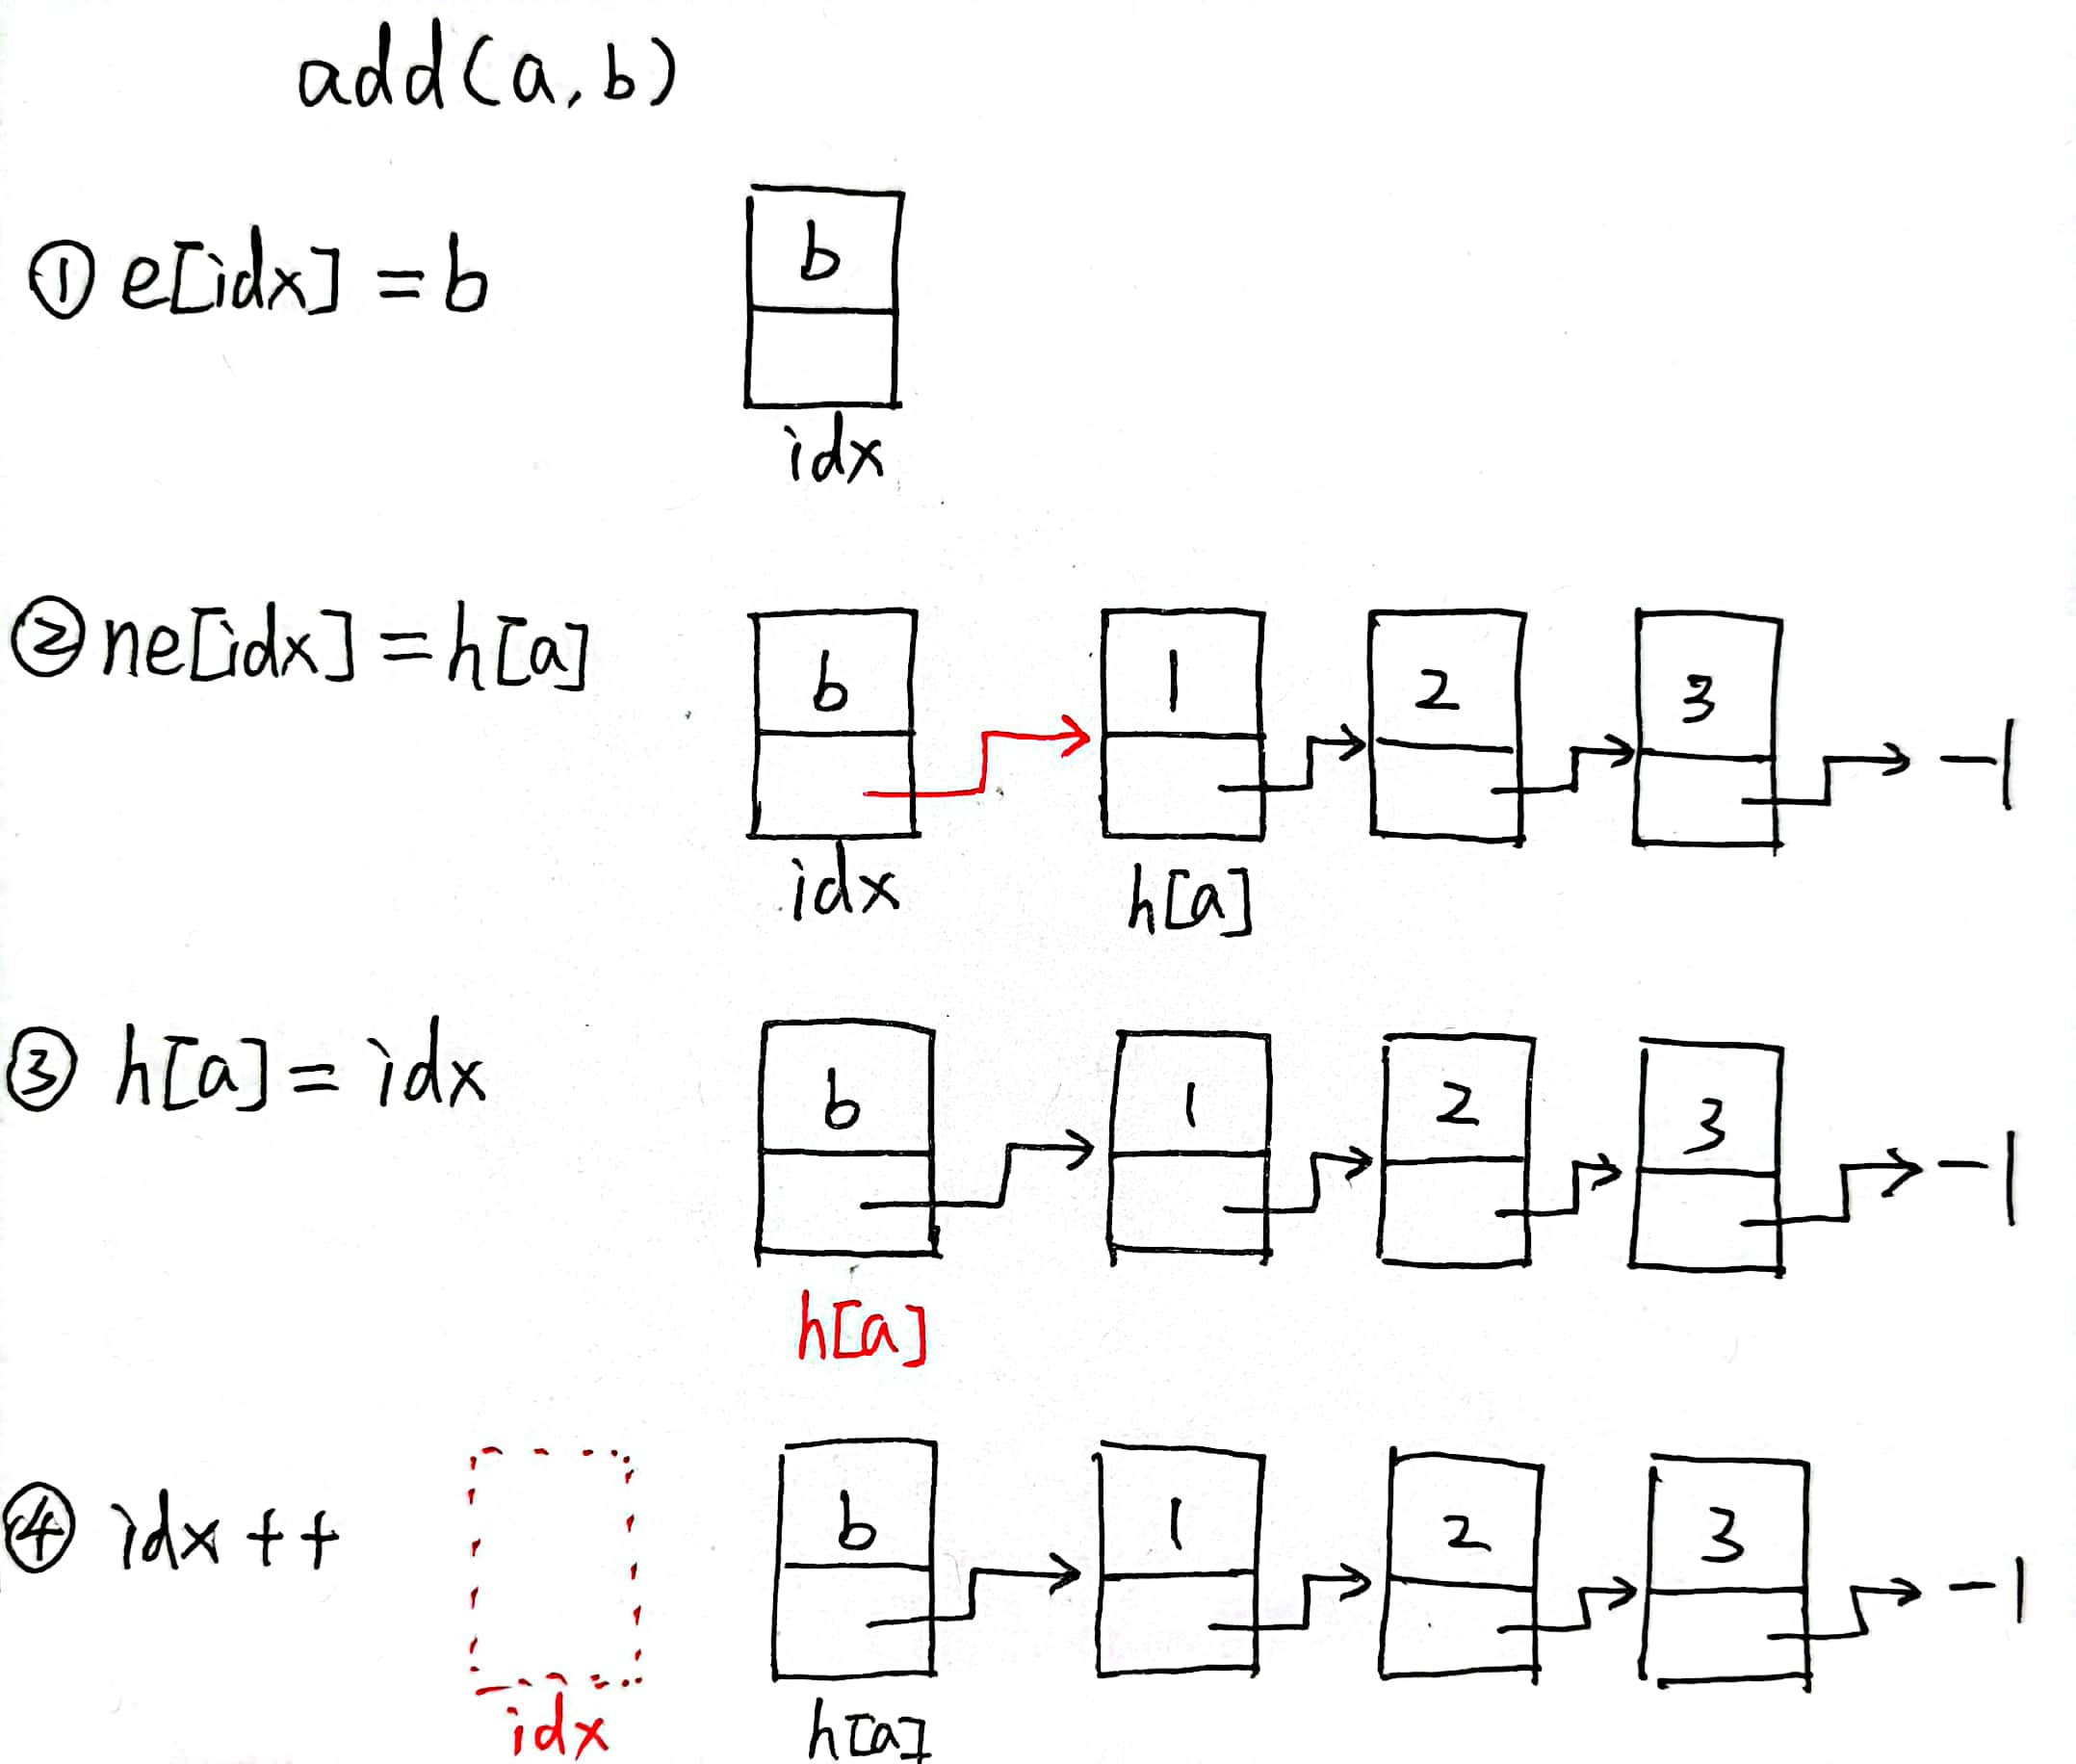 add(a,b)
① e[idx] = b
b
idx
② ne[idx] = h[a]
b 1 2 3 -1
idx h[a]
③ h[a] = idx
b 1 2 3 -1
h[a]
④ idx++
b 1 2 3 -1
idx h[a]